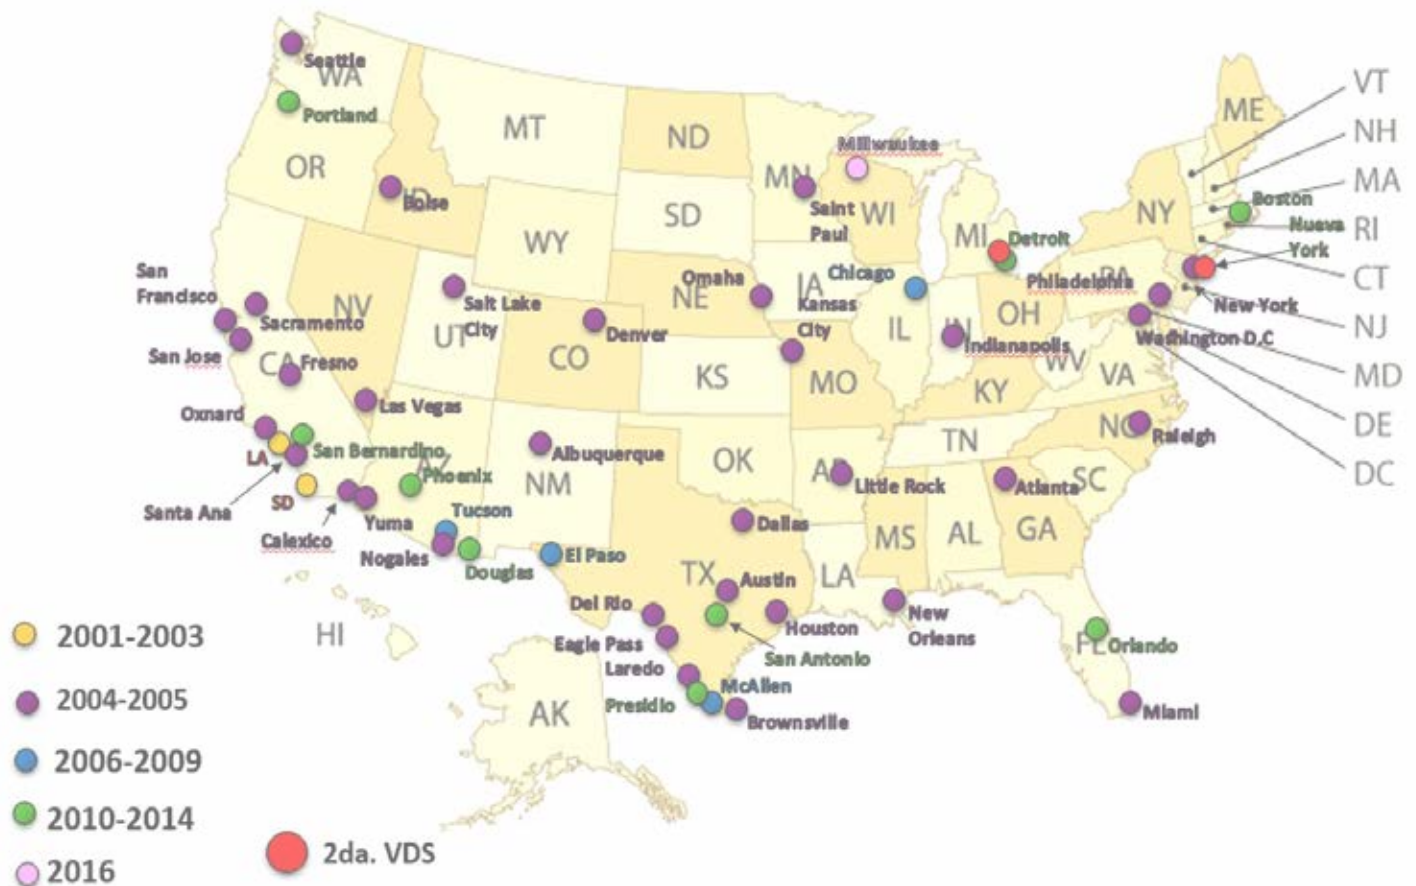 Seattle
WA
Portland
OR
MT
ND
MN
Millwaukee
WI
Saint
Paul
ID
Boise
WY
SD
MI
Detroit
NY
ME
VT
NH
MA
Boston
Nueva
York
RI
CT
New York
NJ
MD
DE
DC
San
Francisco
Sacramento
San Jose
CA
Fresno
NV
Salt Lake
City
UT
Denver
CO
Omaha
NE
IA
Kansas
City
KS
MO
Chicago
IL
IN
Indianapolis
OH
PA
Philadelphia
Washington D,C
WV
VA
KY
Oxnard
LA
Las Vegas
San Bernardino
Santa Ana
SD
Calexico
Yuma
AZ
Phoenix
Tucson
Nogales
Douglas
Albuquerque
NM
El Paso
OK
TX
Dallas
Austin
Houston
San Antonio
Del Rio
Eagle Pass
Laredo
McAllen
Presidio
Brownsville
AR
Little Rock
LA
New
Orleans
TN
NC
Raleigh
SC
Atlanta
GA
AL
MS
FL
Orlando
Miami
HI
AK
2001-2003
2004-2005
2006-2009
2010-2014
2016
2da. VDS